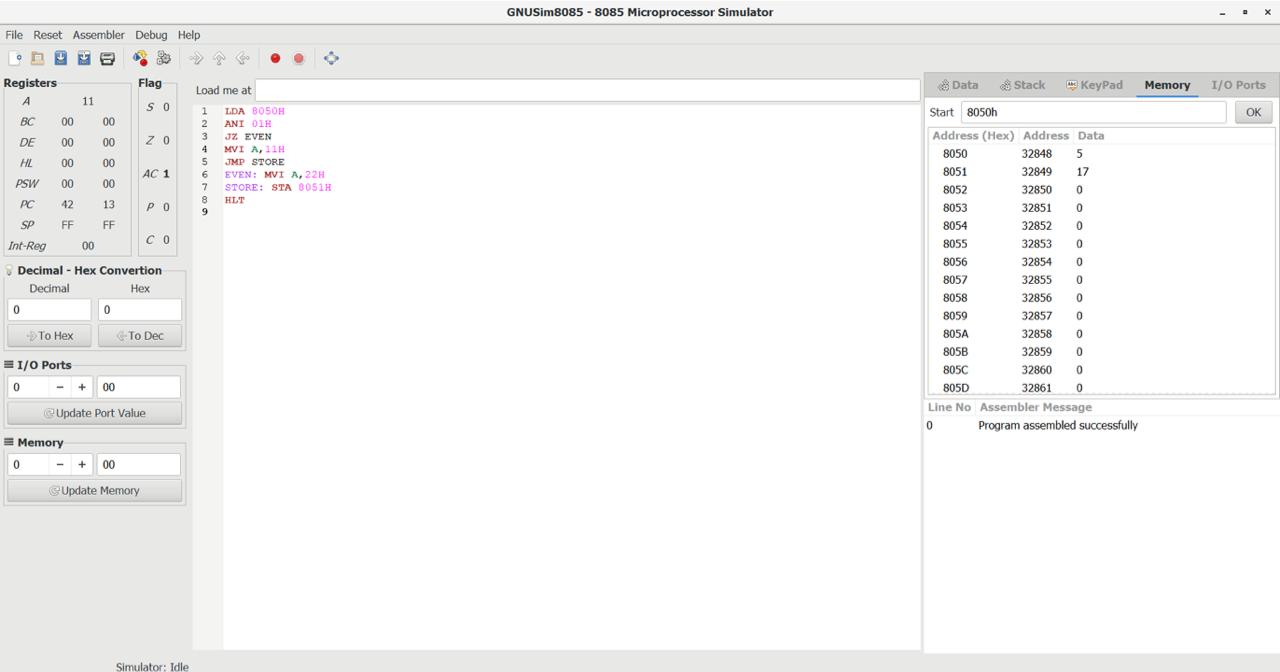 GNUSim8085 - 8085 Microprocessor Simulator
File Reset Assembler Debug Help
Registers
A 11
BC 00 00
DE 00 00
HL 00 00
PSW 00 00
PC 42 13
SP FF FF
Int-Reg 00
Flag
S 0
Z 0
AC 1
P 0
C 0
Decimal - Hex Convertion
Decimal Hex
0 0
To Hex To Dec
I/O Ports
0 − + 00
Update Port Value
Memory
0 − + 00
Update Memory
Load me at
1 LDA 8050H
2 ANI 01H
3 JZ EVEN
4 MVI A,11H
5 JMP STORE
6 EVEN: MVI A,22H
7 STORE: STA 8051H
8 HLT
9
Data Stack Abc KeyPad Memory I/O Ports
Start 8050h OK
Address (Hex) Address Data
8050 32848 5
8051 32849 17
8052 32850 0
8053 32851 0
8054 32852 0
8055 32853 0
8056 32854 0
8057 32855 0
8058 32856 0
8059 32857 0
805A 32858 0
805B 32859 0
805C 32860 0
805D 32861 0
Line No Assembler Message
0 Program assembled successfully
Simulator: Idle